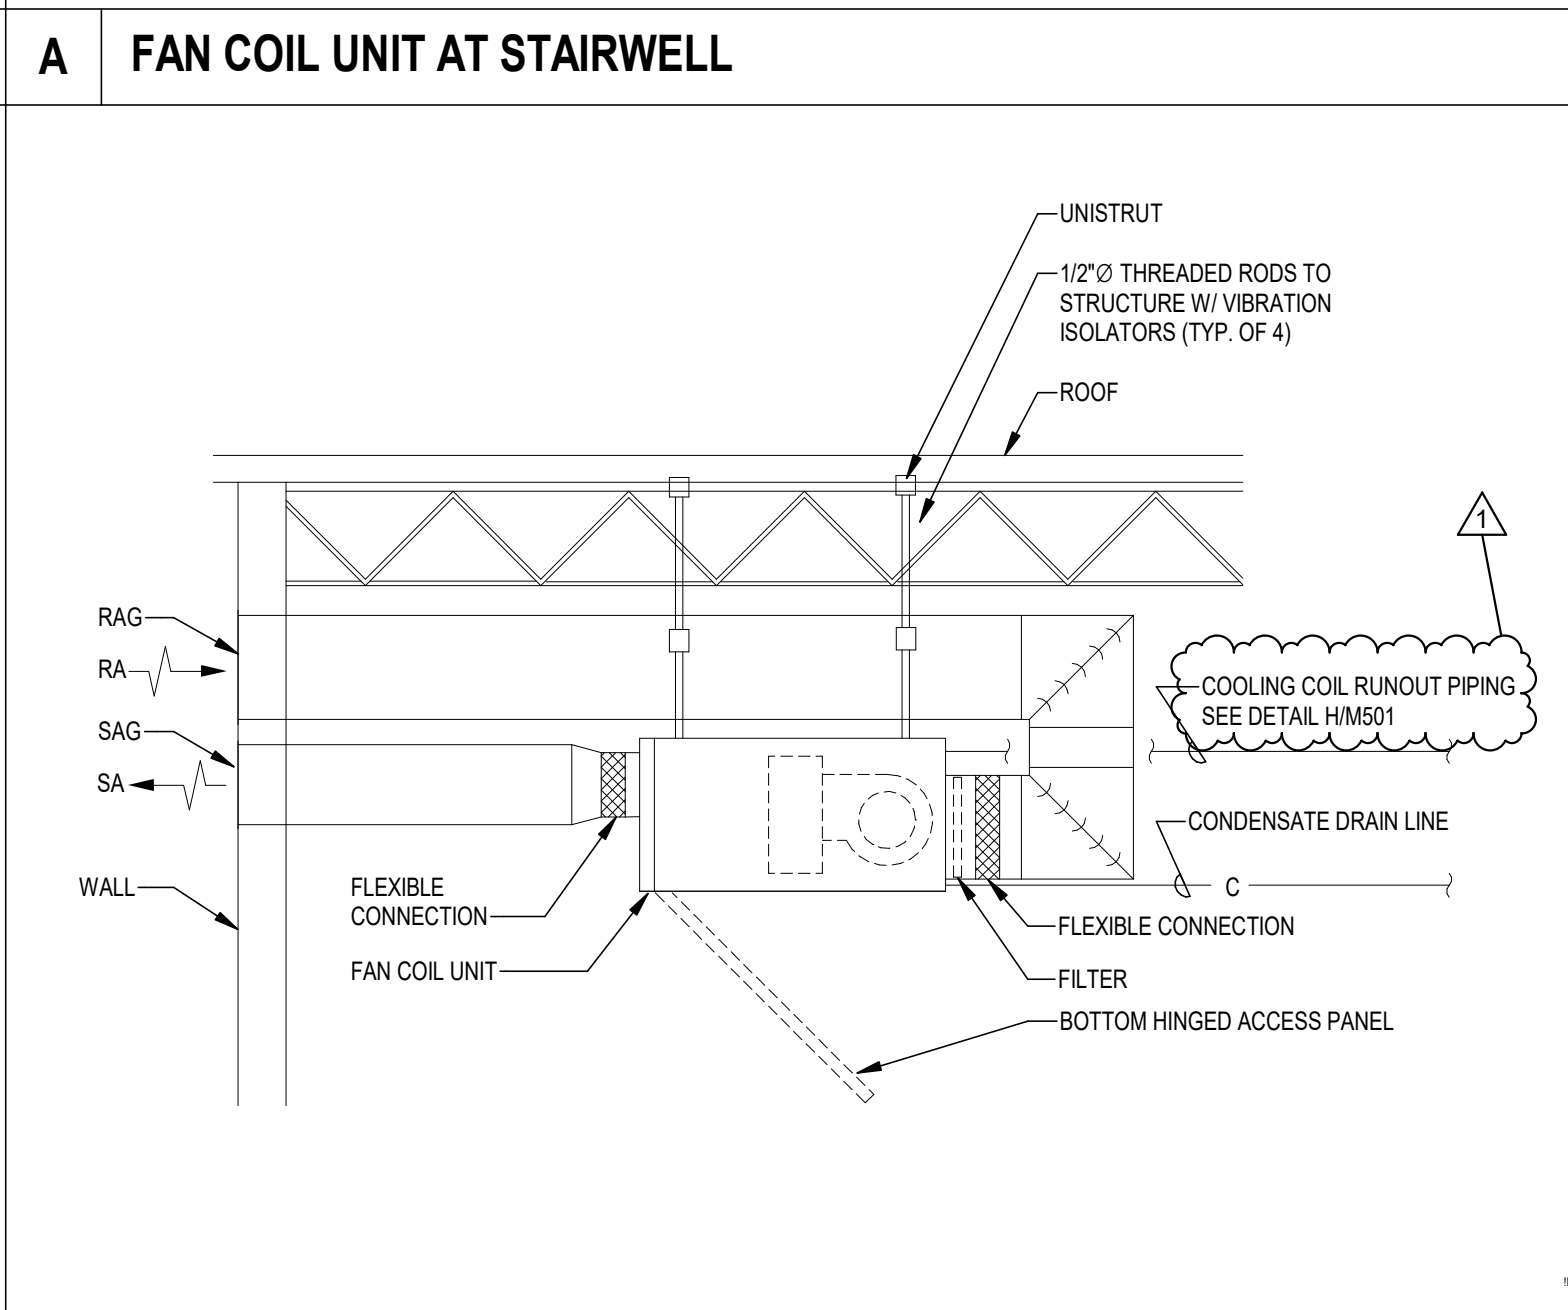 A
FAN COIL UNIT AT STAIRWELL
UNISTRUT
1/2"Ø THREADED RODS TO
STRUCTURE W/ VIBRATION
ISOLATORS (TYP. OF 4)
ROOF
1
RAG
RA
SAG
SA
COOLING COIL RUNOUT PIPING
SEE DETAIL H/M501
CONDENSATE DRAIN LINE
C
WALL
FLEXIBLE
CONNECTION
FAN COIL UNIT
FLEXIBLE CONNECTION
FILTER
BOTTOM HINGED ACCESS PANEL